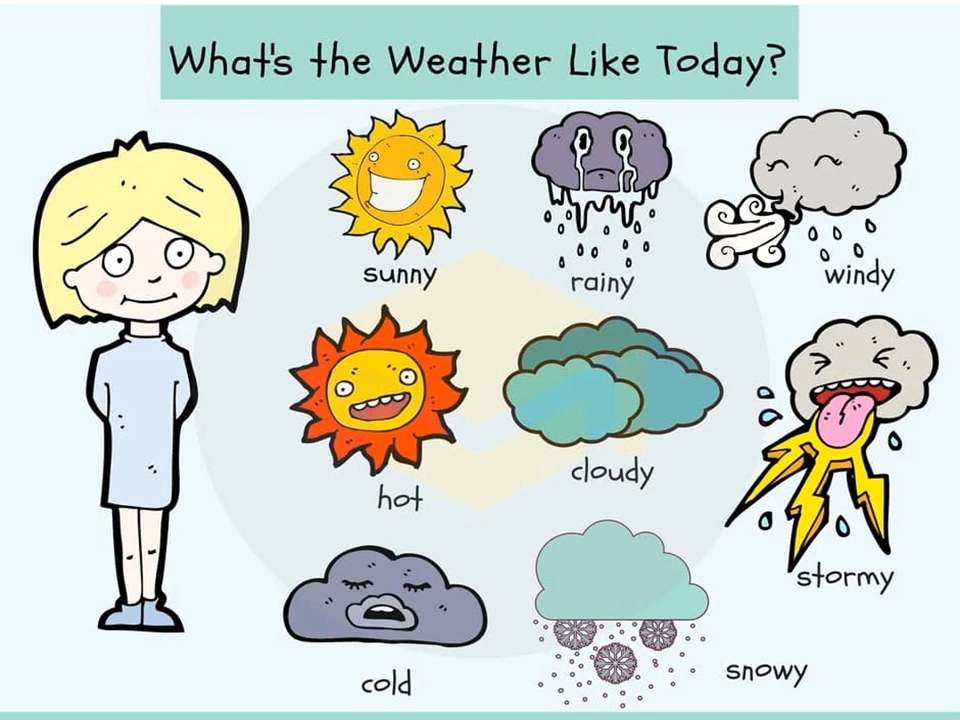 What's the Weather Like Today?
sunny
rainy
windy
hot
cloudy
stormy
cold
snowy